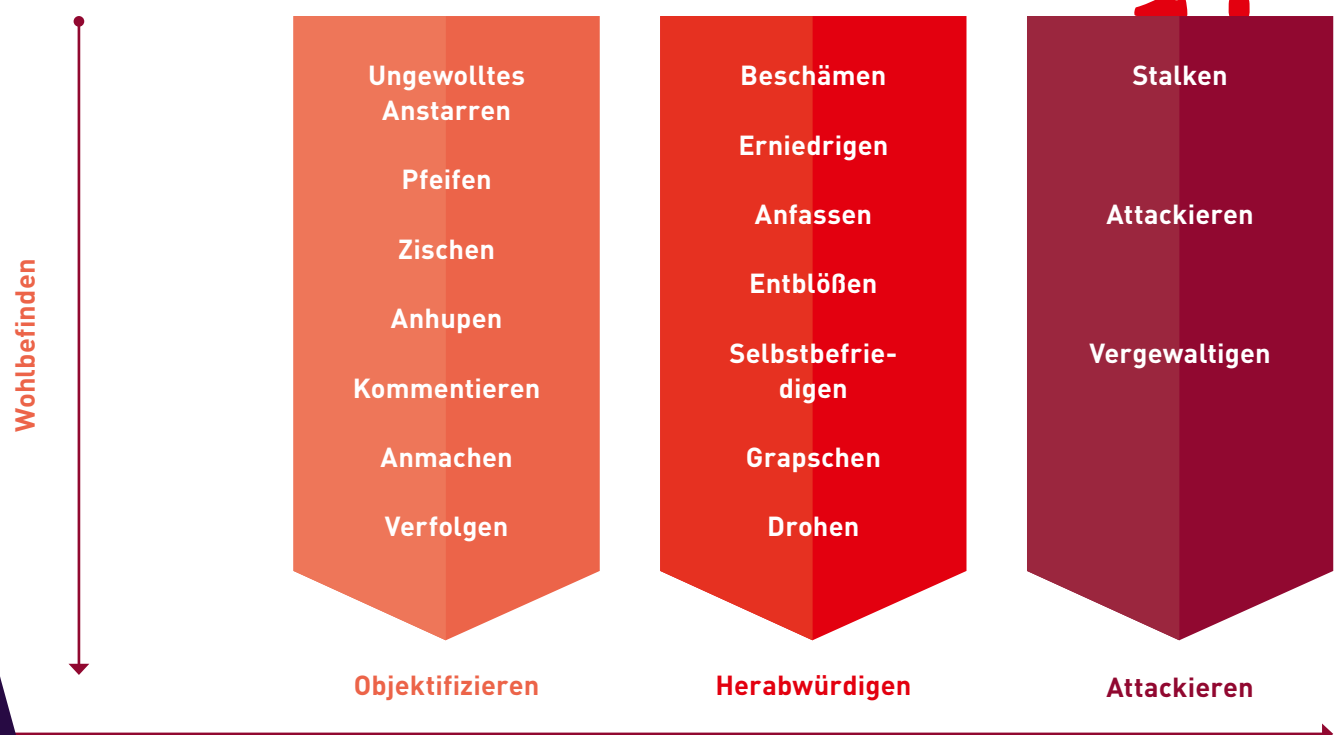 Wohlbefinden
Ungewolltes
Anstarren
Pfeifen
Zischen
Anhupen
Kommentieren
Anmachen
Verfolgen
Objektifizieren
Beschämen
Erniedrigen
Anfassen
Entblößen
Selbstbefrie-
digen
Grapschen
Drohen
Herabwürdigen
Stalken
Attackieren
Vergewaltigen
Attackieren